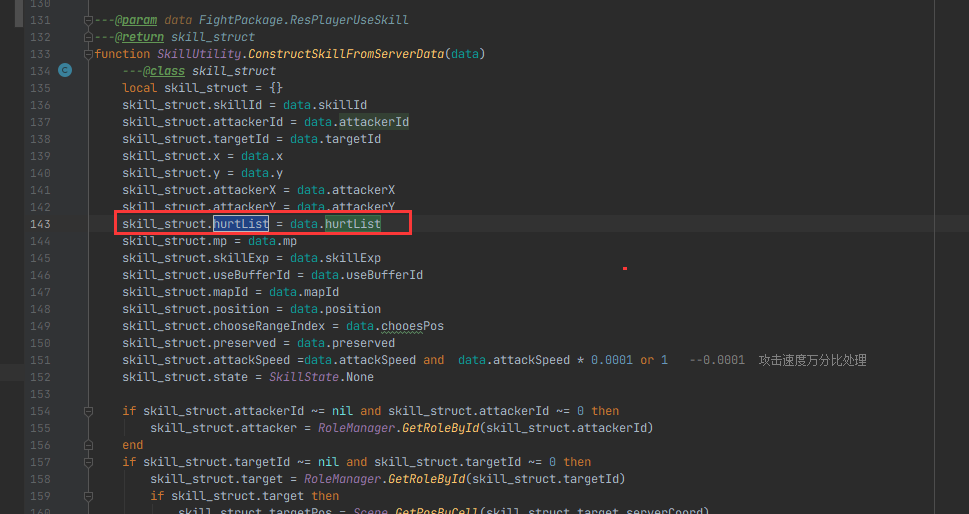 130
131 ---@param data FightPackage.ResPlayerUseSkill
132 ---@return skill_struct
133 function SkillUtility.ConstructSkillFromServerData(data)
134 ---@class skill_struct
135 local skill_struct = {}
136 skill_struct.skillId = data.skillId
137 skill_struct.attackerId = data.attackerId
138 skill_struct.targetId = data.targetId
139 skill_struct.x = data.x
140 skill_struct.y = data.y
141 skill_struct.attackerX = data.attackerX
142 skill_struct.attackerY = data.attackerY
143 skill_struct.hurtList = data.hurtList
144 skill_struct.mp = data.mp
145 skill_struct.skillExp = data.skillExp
146 skill_struct.useBufferId = data.useBufferId
147 skill_struct.mapId = data.mapId
148 skill_struct.position = data.position
149 skill_struct.chooseRangeIndex = data.chooesPos
150 skill_struct.preserved = data.preserved
151 skill_struct.attackSpeed =data.attackSpeed and data.attackSpeed * 0.0001 or 1 --0.0001 攻击速度万分比处理
152 skill_struct.state = SkillState.None
153
154 if skill_struct.attackerId ~= nil and skill_struct.attackerId ~= 0 then
155 skill_struct.attacker = RoleManager.GetRoleById(skill_struct.attackerId)
156 end
157 if skill_struct.targetId ~= nil and skill_struct.targetId ~= 0 then
158 skill_struct.target = RoleManager.GetRoleById(skill_struct.targetId)
159 if skill_struct.target then
160 skill_struct.targetPos = Scene.GetPosByCell(skill_struct.target.serverCoord)